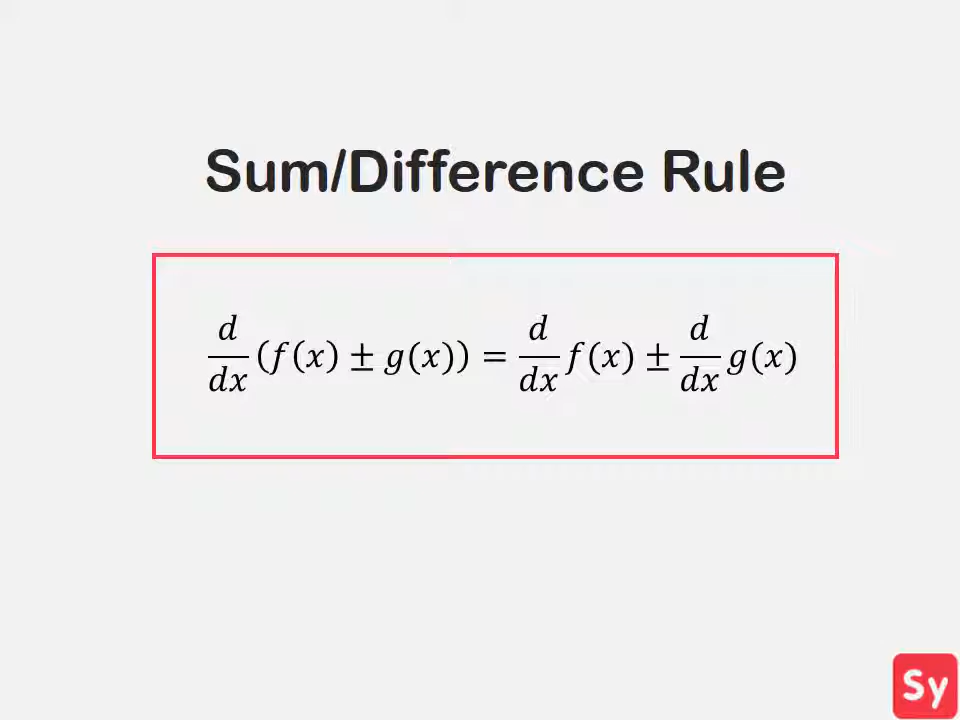 Sum/Difference Rule
d/dx (f(x) ± g(x)) = d/dx f(x) ± d/dx g(x)
Sy